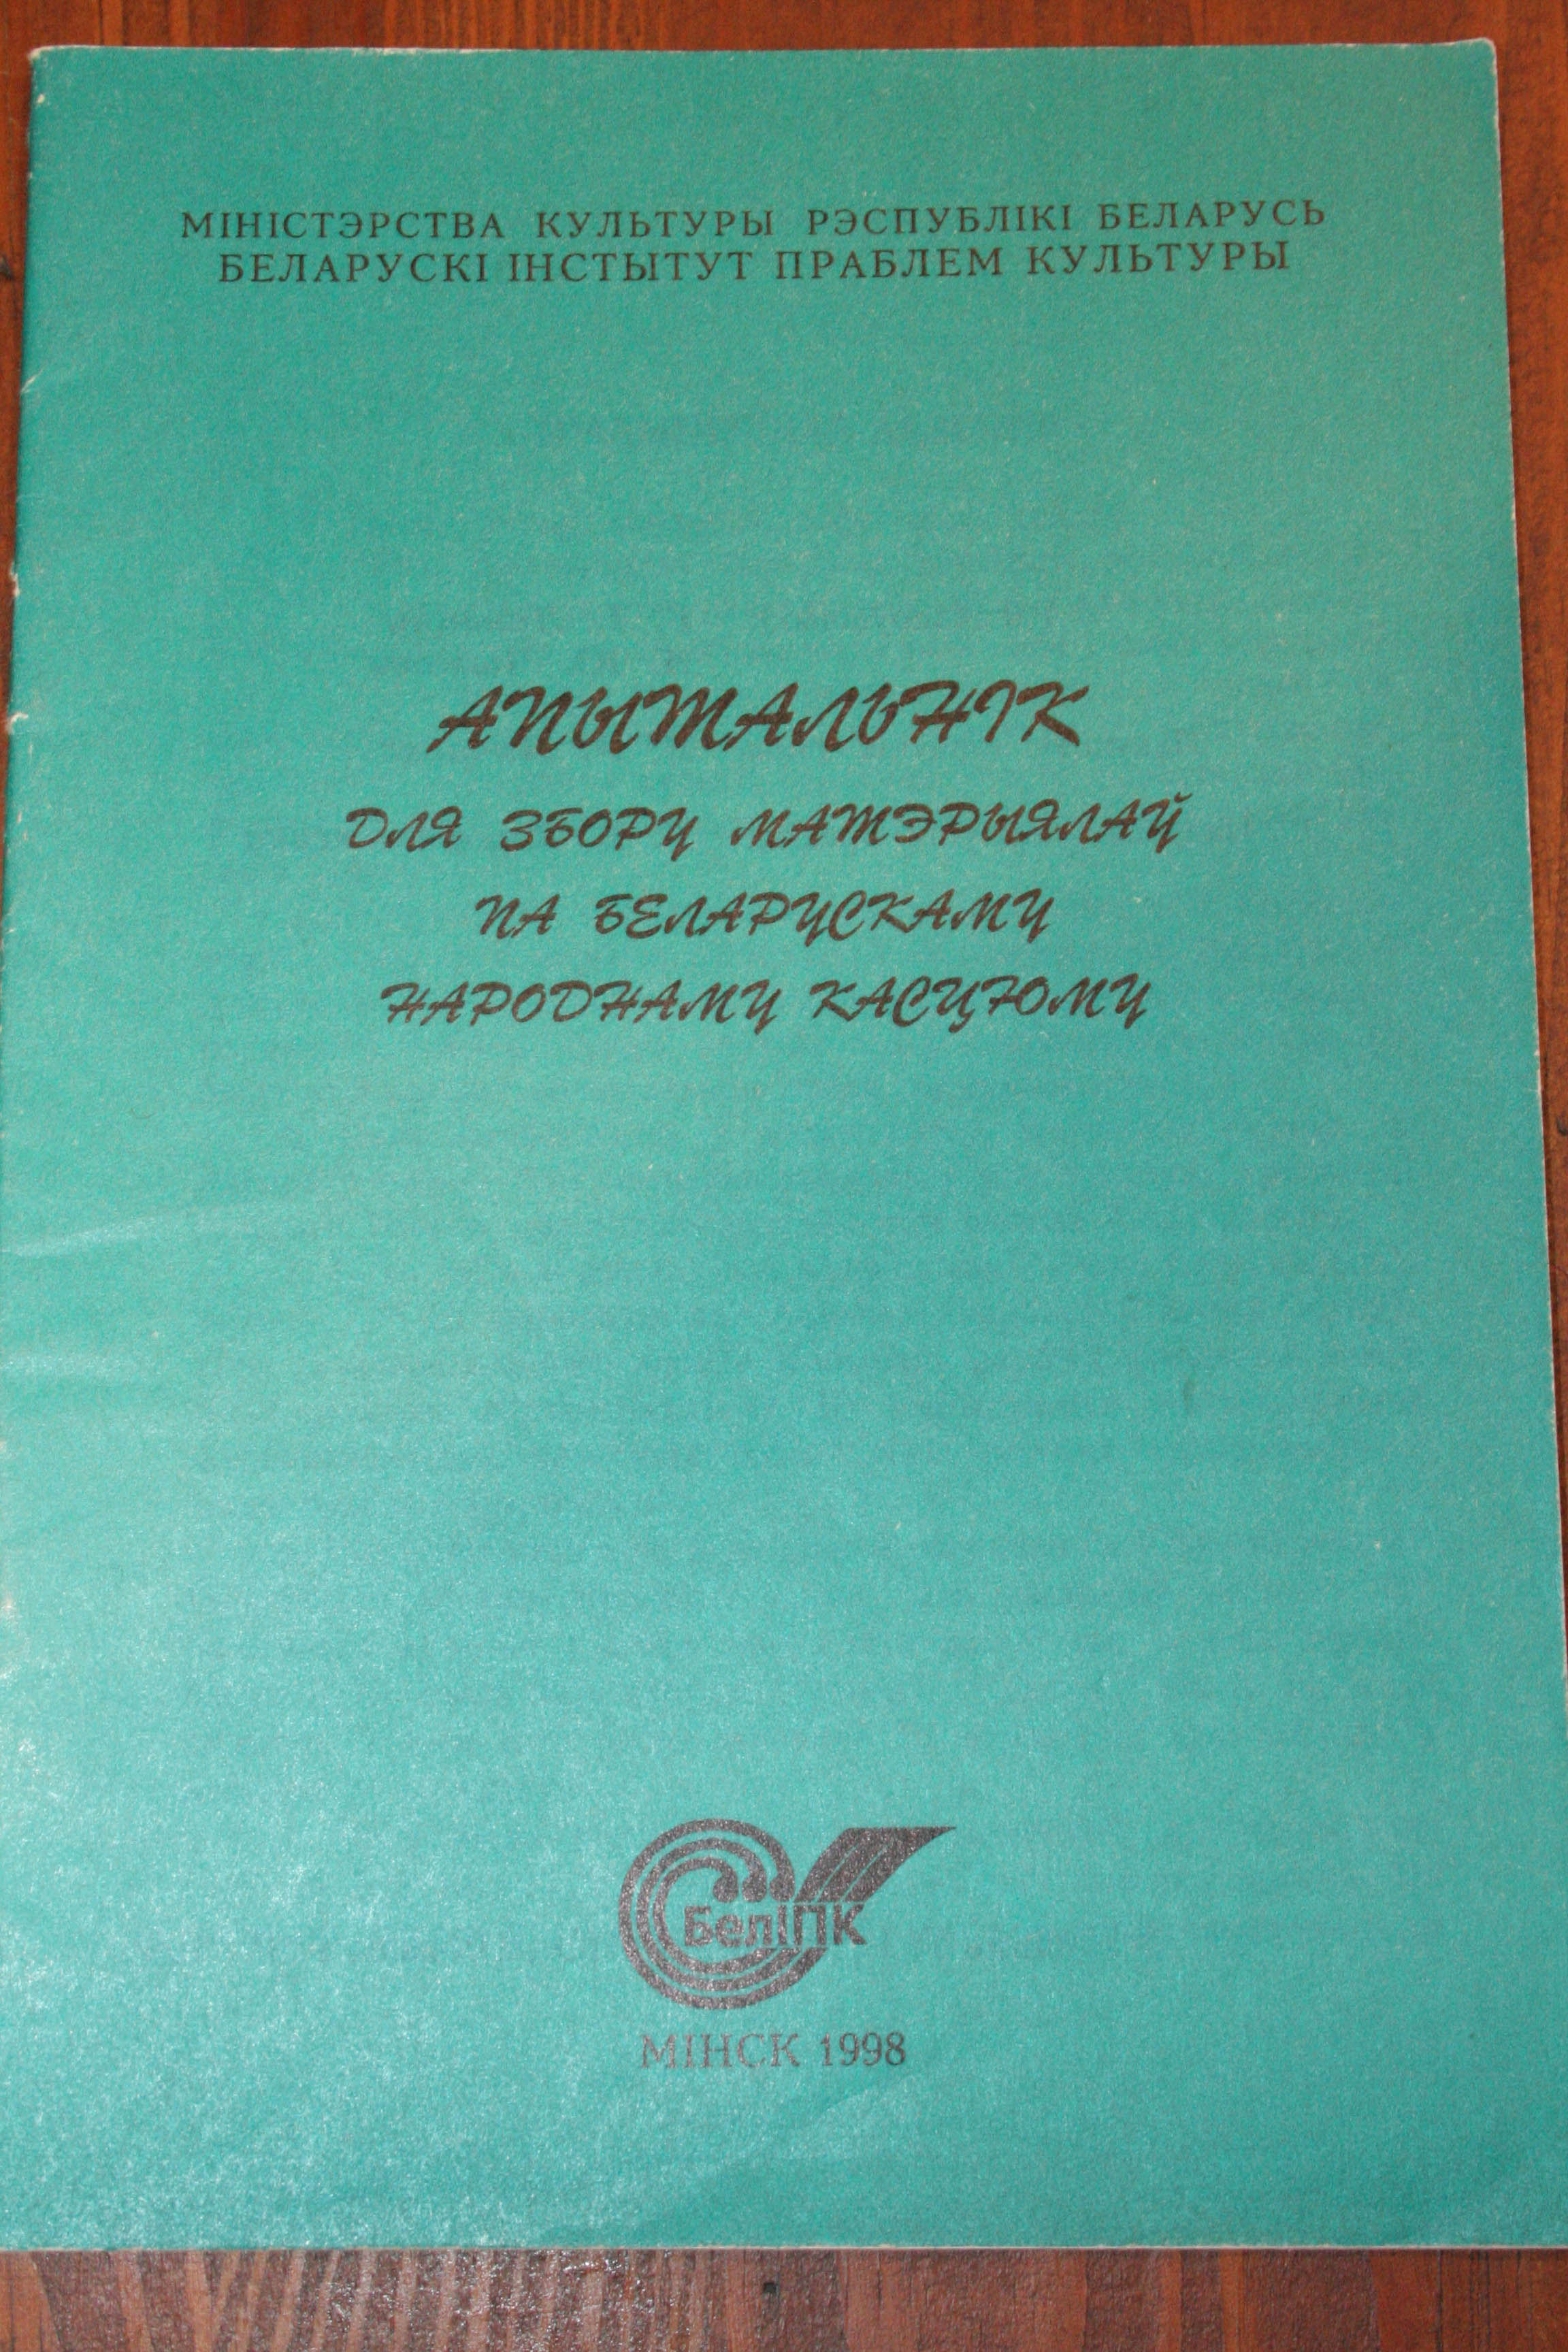 МІНІСТЭРСТВА КУЛЬТУРЫ РЭСПУБЛІКІ БЕЛАРУСЬ
БЕЛАРУСКІ ІНСТЫТУТ ПРАБЛЕМ КУЛЬТУРЫ
АПЫТАЛЬНІК
ДЛЯ ЗБОРУ МАТЭРЫЯЛАЎ
ПА БЕЛАРУСКАМУ
НАРОДНАМУ КАСЦЮМУ
БелІПК
МІНСК 1998